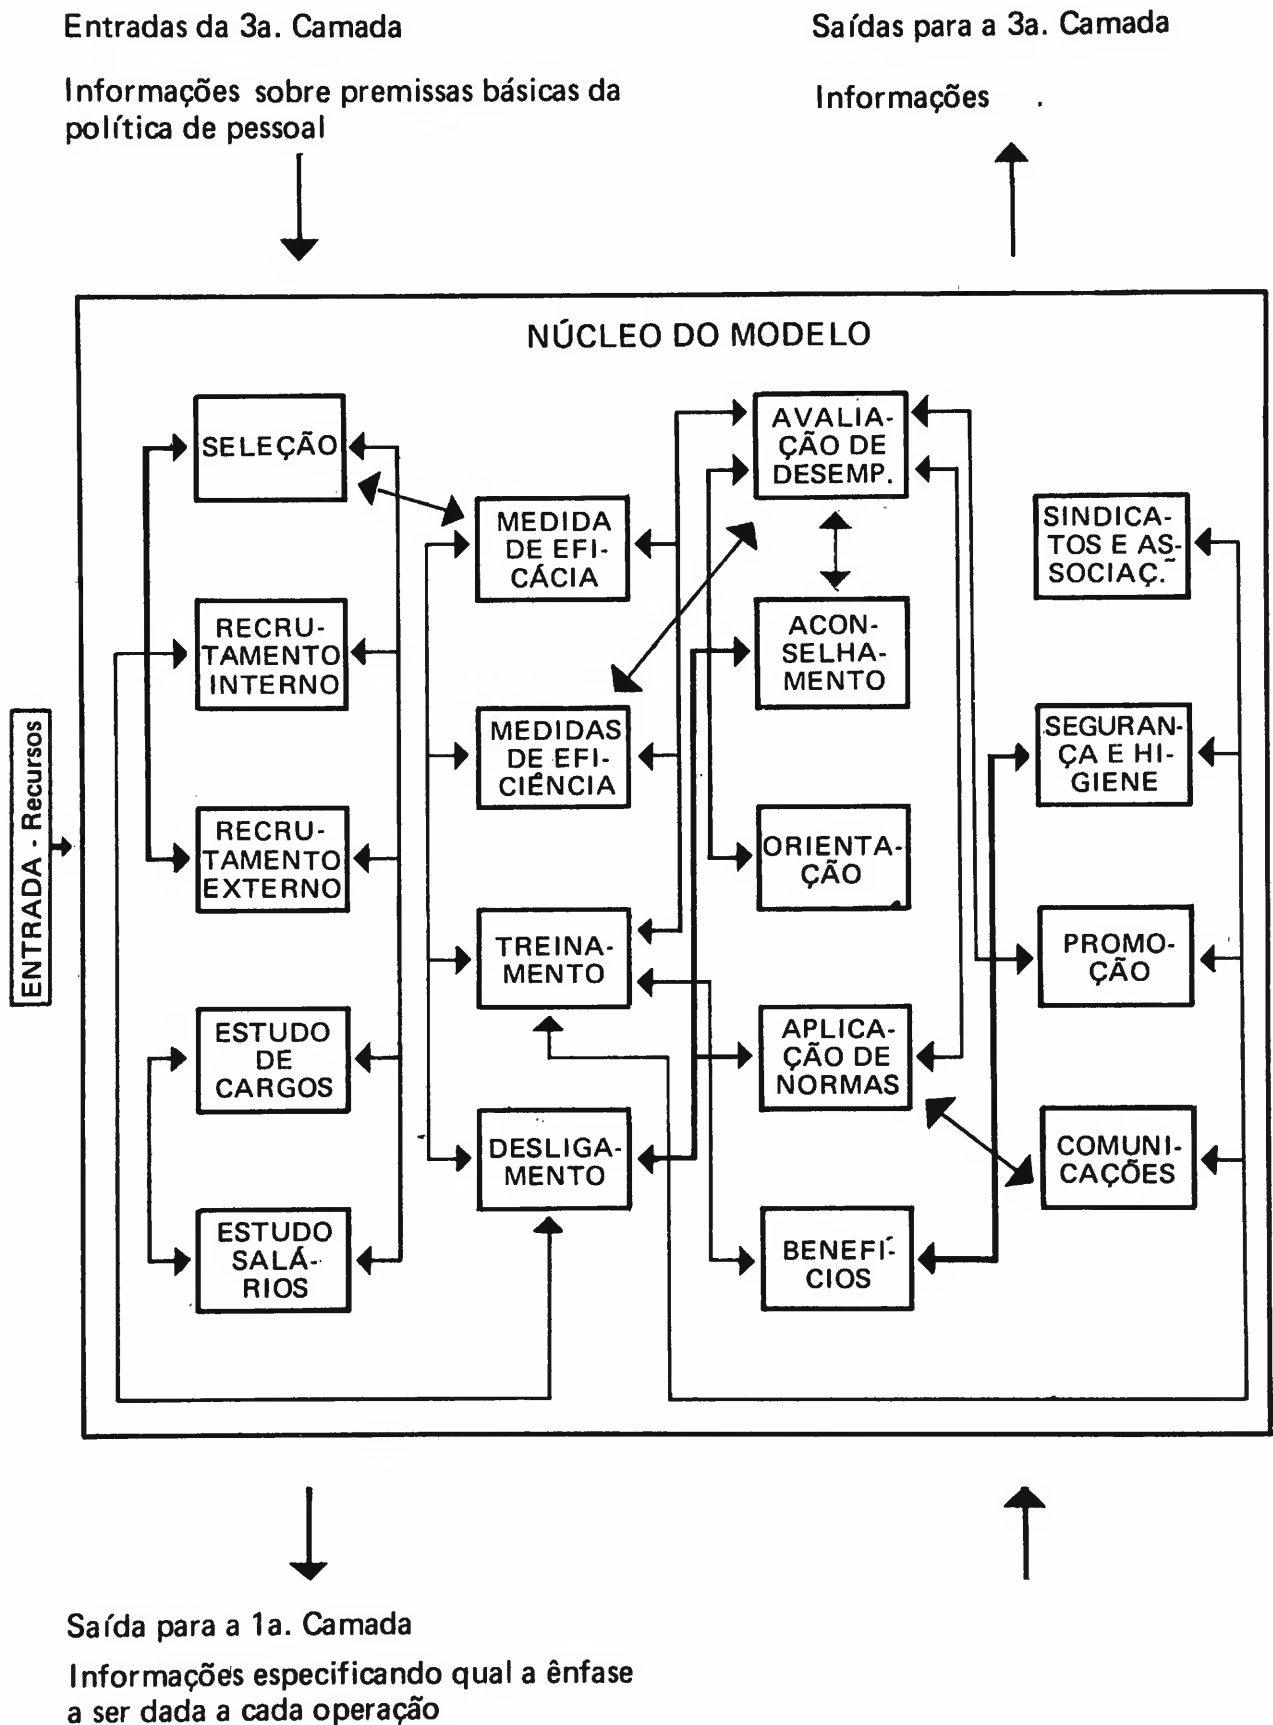 Entradas da 3a. Camada
Informações sobre premissas básicas da
política de pessoal
Saídas para a 3a. Camada
Informações .
NÚCLEO DO MODELO
ENTRADA - Recursos
SELEÇÃO
RECRU-
TAMENTO
INTERNO
RECRU-
TAMENTO
EXTERNO
ESTUDO
DE
CARGOS
ESTUDO
SALÁ-
RIOS
MEDIDA
DE EFI-
CÁCIA
MEDIDAS
DE EFI-
CIÊNCIA
TREINA-
MENTO
DESLIGA-
MENTO
AVALIA-
ÇÃO DE
DESEMP.
ACON-
SELHA-
MENTO
ORIENTA-
ÇÃO
APLICA-
ÇÃO DE
NORMAS
BENEFÍ-
CIOS
SINDICA-
TOS E AS-
SOCIAÇ.~
SEGURAN-
ÇA E HI-
GIENE
PROMO-
ÇÃO
COMUNI-
CAÇÕES
Saída para a 1a. Camada
Informações especificando qual a ênfase
a ser dada a cada operação